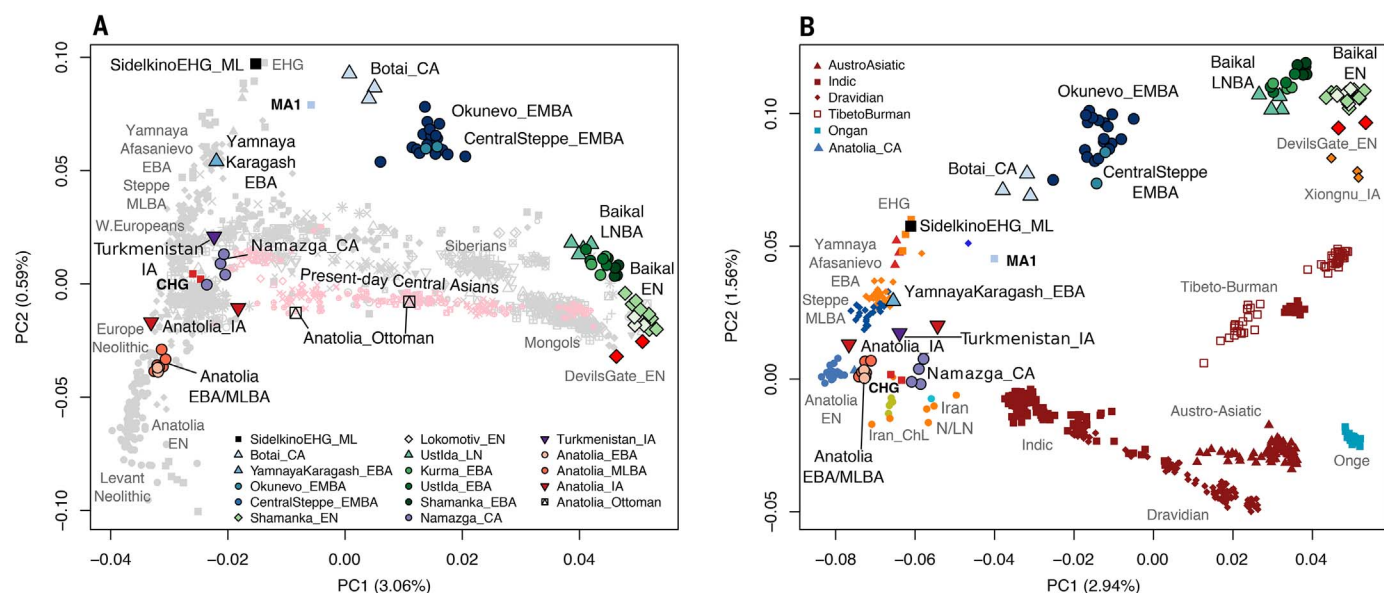 A
SidelkinoEHG_ML
EHG
MA1
Botai_CA
Okunevo_EMBA
CentralSteppe_EMBA
Yamnaya
Afasanievo
EBA
Yamnaya
Karagash
EBA
Steppe
MLBA
W.Europeans
Turkmenistan
IA
Namazga_CA
CHG
Present-day Central Asians
Siberians
Baikal
LNBA
Baikal
EN
Anatolia_IA
Europe
Neolithic
Anatolia_Ottoman
Mongols
DevilsGate_EN
Anatolia
EBA/MLBA
Anatolia
EN
Levant
Neolithic
SidelkinoEHG_ML
Botai_CA
YamnayaKaragash_EBA
Okunevo_EMBA
CentralSteppe_EMBA
Shamanka_EN
Lokomotiv_EN
UstIda_LN
Kurma_EBA
UstIda_EBA
Shamanka_EBA
Namazga_CA
Turkmenistan_IA
Anatolia_EBA
Anatolia_MLBA
Anatolia_IA
Anatolia_Ottoman
0.10
0.05
0.00
−0.05
−0.10
PC2 (0.59%)
−0.04
−0.02
0.00
0.02
0.04
PC1 (3.06%)
B
AustroAsiatic
Indic
Dravidian
TibetoBurman
Ongan
Anatolia_CA
Baikal
LNBA
Baikal
EN
Okunevo_EMBA
DevilsGate_EN
Botai_CA
CentralSteppe
EMBA
Xiongnu_IA
EHG
SidelkinoEHG_ML
Yamnaya
Afasanievo
EBA
MA1
YamnayaKaragash_EBA
Tibeto-Burman
Steppe
MLBA
Anatolia_IA
Turkmenistan_IA
Namazga_CA
CHG
Anatolia
EN
Iran_ChL
Iran
N/LN
Indic
Austro-Asiatic
Onge
Anatolia
EBA/MLBA
Dravidian
0.10
0.05
0.00
−0.05
PC2 (1.56%)
−0.08
−0.06
−0.04
−0.02
0.00
0.02
0.04
PC1 (2.94%)